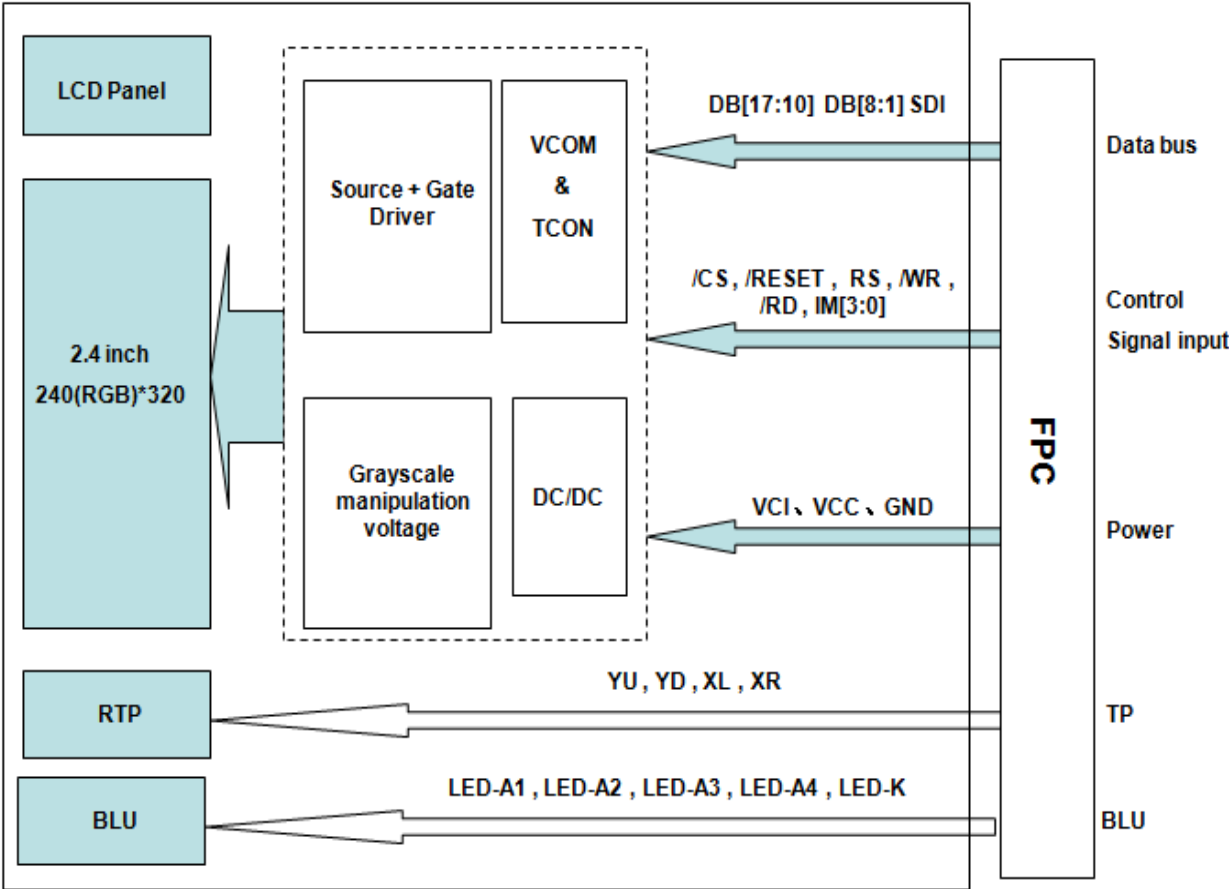 LCD Panel
2.4 inch
240(RGB)*320
RTP
BLU
Source + Gate
Driver
VCOM
&
TCON
Grayscale
manipulation
voltage
DC/DC
DB[17:10] DB[8:1] SDI
/CS , /RESET , RS , /WR ,
/RD , IM[3:0]
VCI、VCC、GND
YU , YD , XL , XR
LED-A1 , LED-A2 , LED-A3 , LED-A4 , LED-K
FPC
Data bus
Control
Signal input
Power
TP
BLU